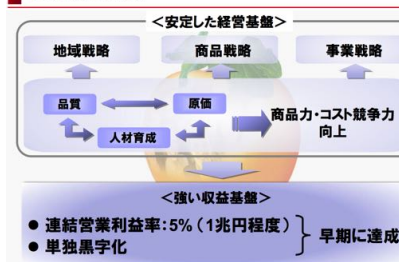 ＜安定した経営基盤＞
地域戦略
商品戦略
事業戦略
品質
原価
人材育成
商品力・コスト競争力
向上
＜強い収益基盤＞
● 連結営業利益率：5%（1兆円程度）
● 単独黒字化
早期に達成